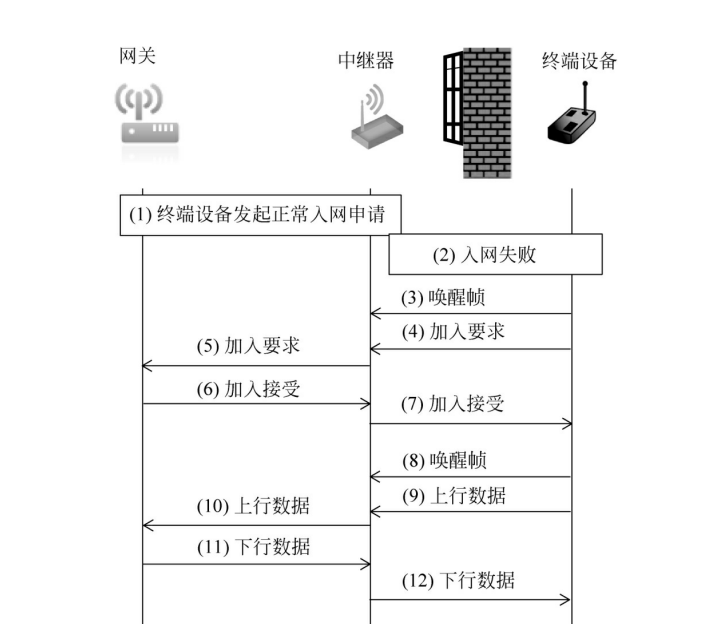 网关
中继器
终端设备
(1) 终端设备发起正常入网申请
(2) 入网失败
(3) 唤醒帧
(4) 加入要求
(5) 加入要求
(6) 加入接受
(7) 加入接受
(8) 唤醒帧
(9) 上行数据
(10) 上行数据
(11) 下行数据
(12) 下行数据